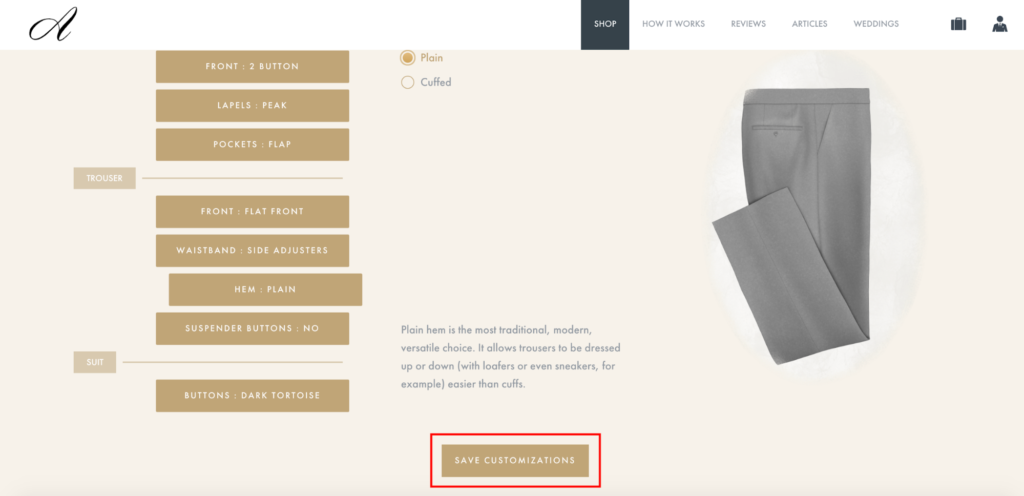 A
SHOP
HOW IT WORKS
REVIEWS
ARTICLES
WEDDINGS
FRONT : 2 BUTTON
LAPELS : PEAK
POCKETS : FLAP
TROUSER
FRONT : FLAT FRONT
WAISTBAND : SIDE ADJUSTERS
HEM : PLAIN
SUSPENDER BUTTONS : NO
SUIT
BUTTONS : DARK TORTOISE
Plain
Cuffed
Plain hem is the most traditional, modern,
versatile choice. It allows trousers to be dressed
up or down (with loafers or even sneakers, for
example) easier than cuffs.
SAVE CUSTOMIZATIONS